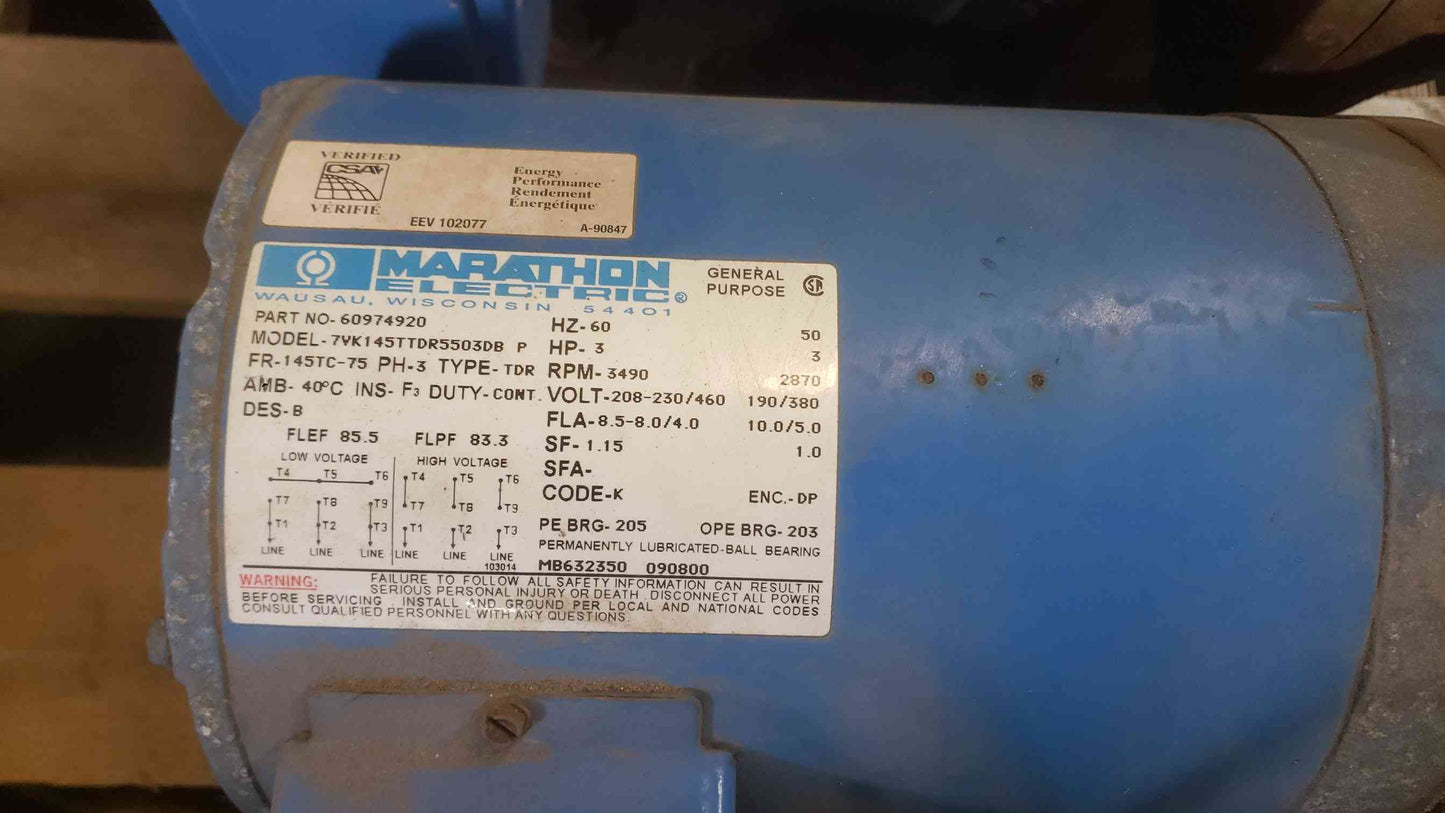 VERIFIED
CSA
VÉRIFIÉ
Energy
Performance
Rendement
Énergétique
EEV 102077
A-90847
MARATHON
ELECTRIC®
WAUSAU, WISCONSIN 54401
GENERAL
PURPOSE
PART NO- 60974920
MODEL- 7VK145TTDR5503DB P
FR- 145TC-75 PH-3 TYPE- TDR
AMB- 40°C INS- F3 DUTY- CONT.
DES- B
HZ- 60 50
HP- 3 3
RPM- 3490 2870
VOLT- 208-230/460 190/380
FLA- 8.5-8.0/4.0 10.0/5.0
SF- 1.15 1.0
SFA-
CODE- K ENC.- DP
FLEF 85.5 FLPF 83.3
LOW VOLTAGE HIGH VOLTAGE
T4 T5 T6 T4 T5 T6
T7 T8 T9 T7 T8 T9
T1 T2 T3 T1 T2 T3
LINE LINE LINE LINE LINE LINE
103014
PE BRG- 205 OPE BRG- 203
PERMANENTLY LUBRICATED-BALL BEARING
MB632350 090800
WARNING: FAILURE TO FOLLOW ALL SAFETY INFORMATION CAN RESULT IN
SERIOUS PERSONAL INJURY OR DEATH. DISCONNECT ALL POWER
BEFORE SERVICING. INSTALL AND GROUND PER LOCAL AND NATIONAL CODES
CONSULT QUALIFIED PERSONNEL WITH ANY QUESTIONS.